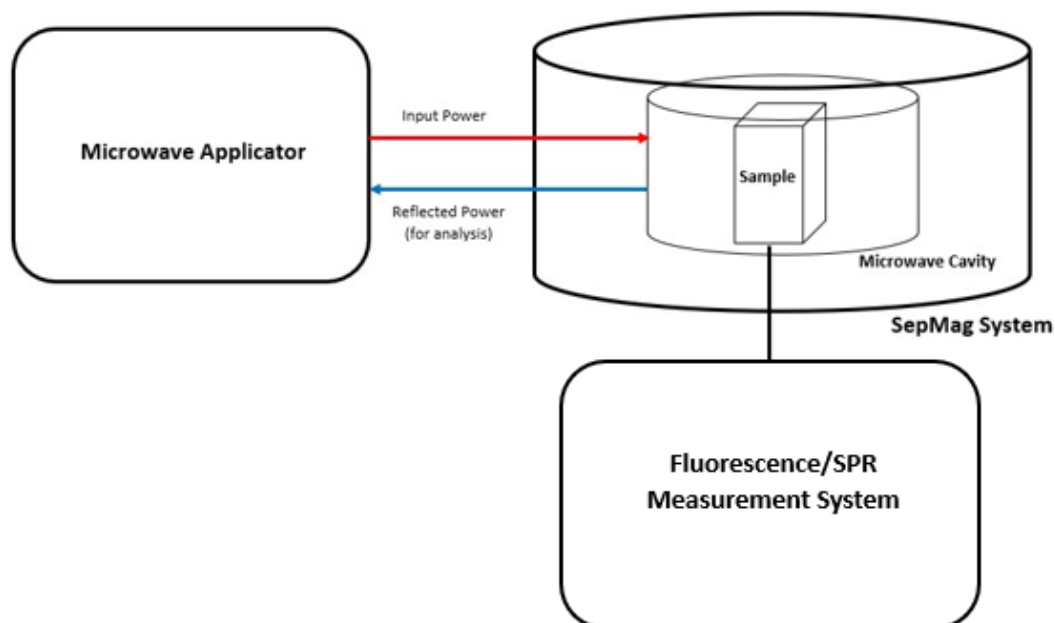 Microwave Applicator
Input Power
Reflected Power
(for analysis)
Sample
Microwave Cavity
SepMag System
Fluorescence/SPR
Measurement System